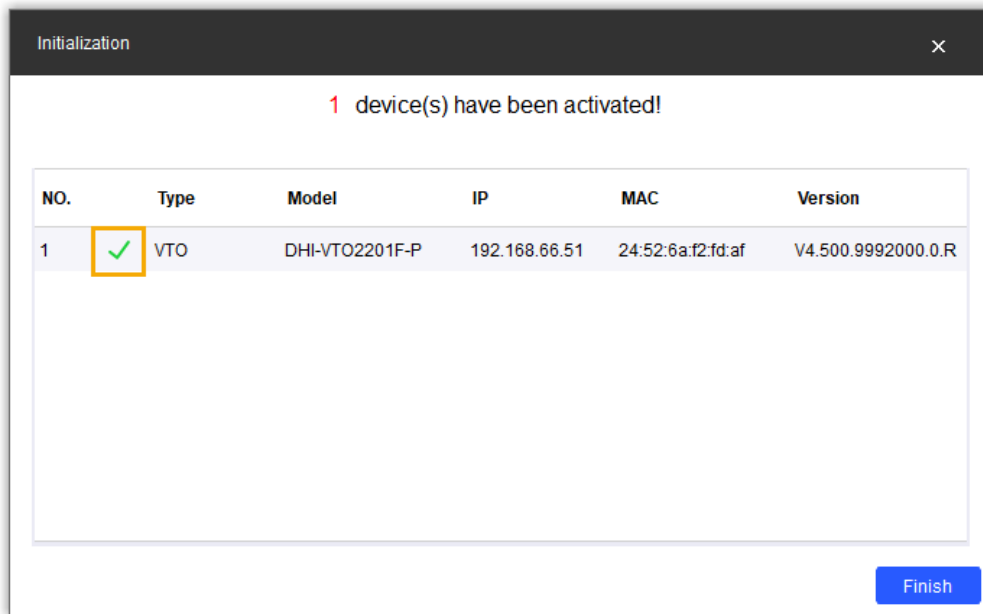 Initialization
1 device(s) have been activated!
NO. Type Model IP MAC Version
1 VTO DHI-VTO2201F-P 192.168.66.51 24:52:6a:f2:fd:af V4.500.9992000.0.R
Finish